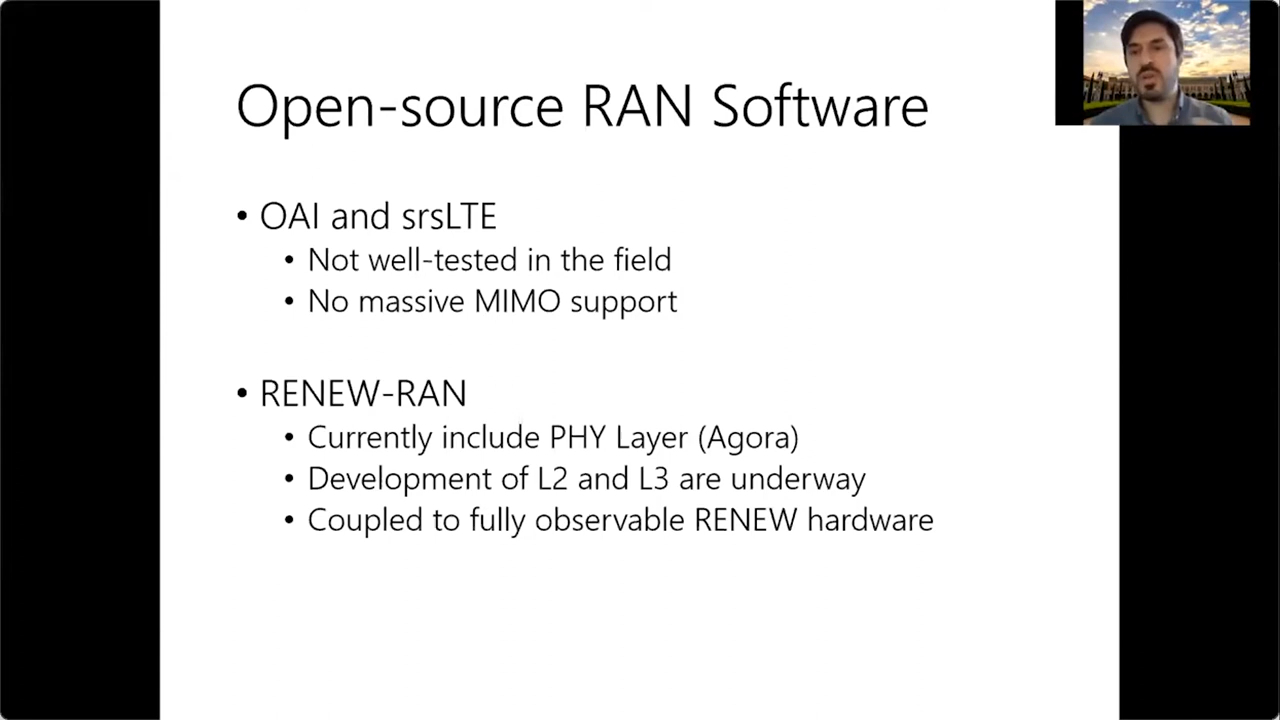 Open-source RAN Software
• OAI and srsLTE
• Not well-tested in the field
• No massive MIMO support
• RENEW-RAN
• Currently include PHY Layer (Agora)
• Development of L2 and L3 are underway
• Coupled to fully observable RENEW hardware